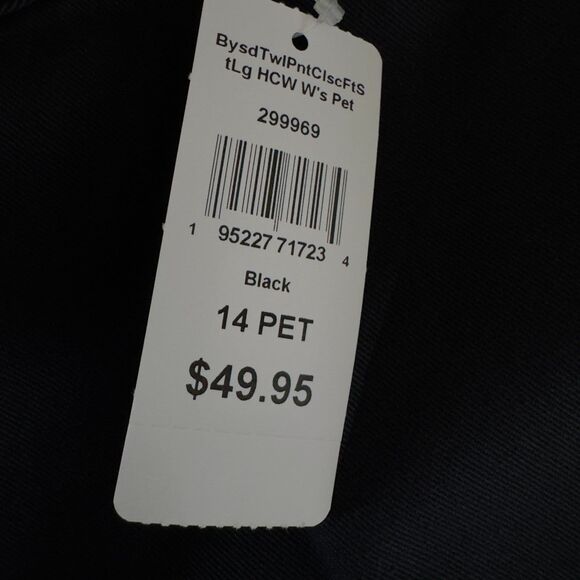 BysdTwlPntClscFtS
tLg HCW W's Pet
299969
1 95227 71723 4
Black
14 PET
$49.95